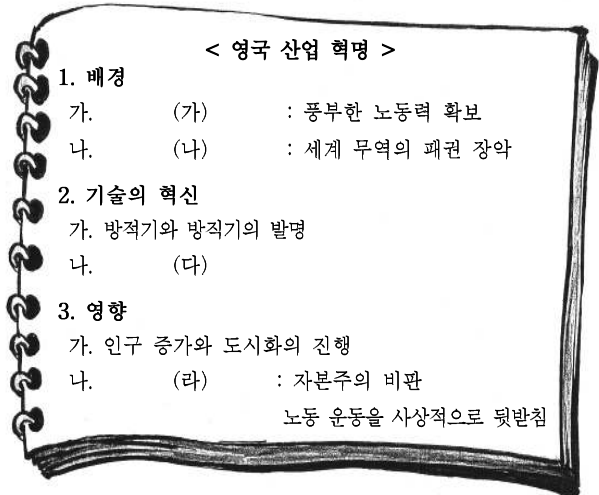 < 영국 산업 혁명 >
1. 배경
가. (가) : 풍부한 노동력 확보
나. (나) : 세계 무역의 패권 장악
2. 기술의 혁신
가. 방적기와 방직기의 발명
나. (다)
3. 영향
가. 인구 증가와 도시화의 진행
나. (라) : 자본주의 비판
노동 운동을 사상적으로 뒷받침